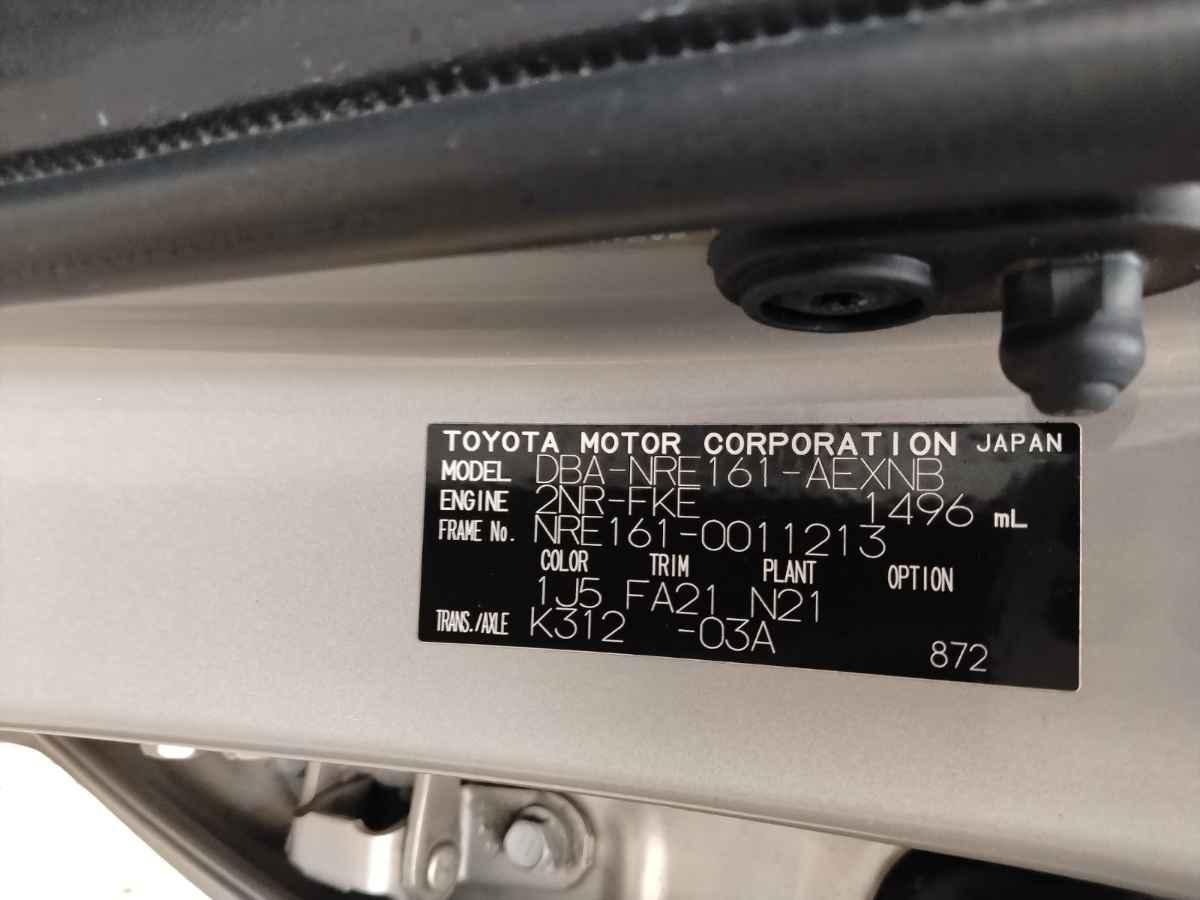 TOYOTA MOTOR CORPORATION JAPAN
MODEL DBA-NRE161-AEXNB
ENGINE 2NR-FKE 1496 mL
FRAME No. NRE161-0011213
COLOR TRIM PLANT OPTION
1J5 FA21 N21
TRANS./AXLE K312 -03A
872